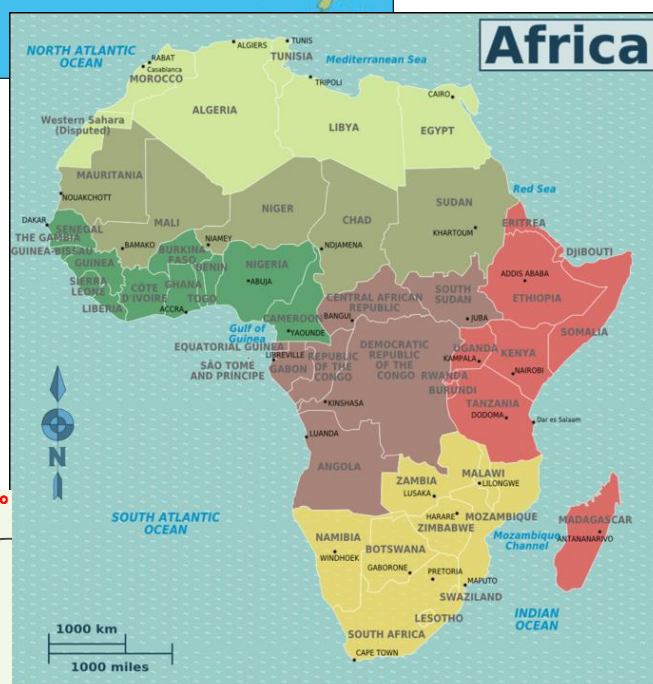 Africa
NORTH ATLANTIC
OCEAN
RABAT
Casablanca
MOROCCO
ALGIERS
TUNIS
TUNISIA
Mediterranean Sea
TRIPOLI
CAIRO
ALGERIA
LIBYA
EGYPT
Western Sahara
(Disputed)
MAURITANIA
NOUAKCHOTT
MALI
NIGER
CHAD
SUDAN
KHARTOUM
Red Sea
ERITREA
DJIBOUTI
DAKAR
SENEGAL
THE GAMBIA
GUINEA-BISSAU
GUINEA
BAMAKO
BURKINA
FASO
NIAMEY
NDJAMENA
SIERRA
LEONE
LIBERIA
CÔTE
D'IVOIRE
GHANA
TOGO
BENIN
ACCRA
NIGERIA
ABUJA
CENTRAL AFRICAN
REPUBLIC
BANGUI
SOUTH
SUDAN
JUBA
ADDIS ABABA
ETHIOPIA
SOMALIA
Gulf of
Guinea
CAMEROON
YAOUNDE
EQUATORIAL GUINEA
LIBREVILLE
GABON
SÃO TOMÉ
AND PRÍNCIPE
REPUBLIC
OF THE
CONGO
DEMOCRATIC
REPUBLIC
OF THE
CONGO
UGANDA
KAMPALA
KENYA
NAIROBI
RWANDA
BURUNDI
TANZANIA
DODOMA
Dar es Salaam
KINSHASA
LUANDA
ANGOLA
N
ZAMBIA
LUSAKA
MALAWI
LILONGWE
HARARE
ZIMBABWE
MOZAMBIQUE
Mozambique
Channel
MADAGASCAR
ANTANANARIVO
SOUTH ATLANTIC
OCEAN
NAMIBIA
WINDHOEK
BOTSWANA
GABORONE
PRETORIA
MAPUTO
SWAZILAND
LESOTHO
SOUTH AFRICA
CAPE TOWN
INDIAN
OCEAN
1000 km
1000 miles